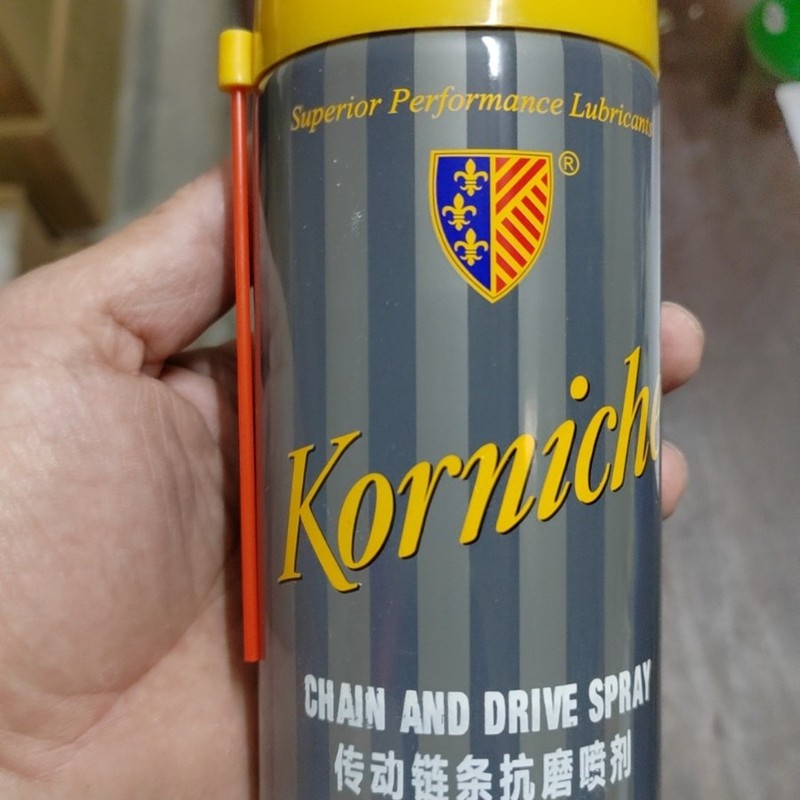 Superior Performance Lubricants
®
Korniche
CHAIN AND DRIVE SPRAY
传动链条抗磨喷剂